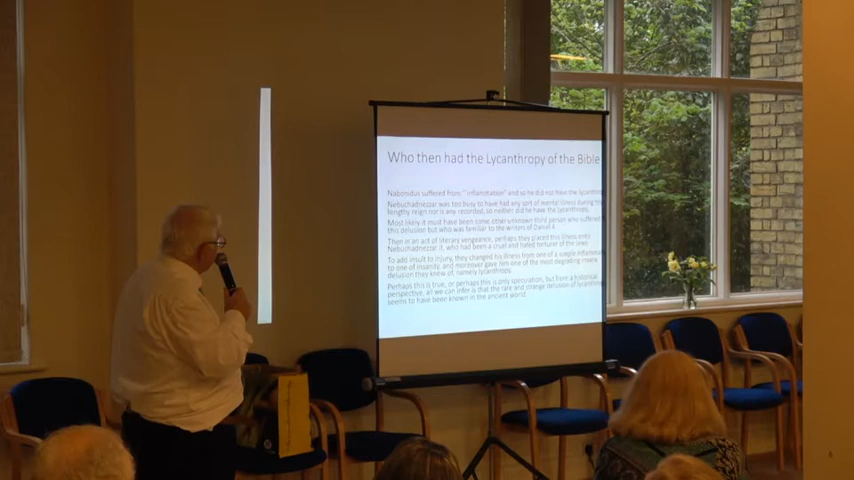 Who then had the Lycanthropy of the Bible
Nabonidus suffered from "inflamation" and so he did not have the lycanthro
Nebuchadnezzar was too busy to have had any sort of mental illness during his
lengthy reign nor is any recorded, so neither did he have the Lycanthropy,
Most likely it must have been some other unknown third person who suffered
this delusion but who was familiar to the writers of Daniel 4
Then in an act of literary vengeance, perhaps they placed this illness onto
Nebuchadnezzar II, who had been a cruel and hated torturer of the Jews
To add insult to injury, they changed his illness from one of a simple inflamatio
to one of insanity, and moreover gave him one of the most degrading insane
delusion they knew of, namely lycanthropy.
Perhaps this is true, or perhaps this is only speculation, but from a historical
perspective, all we can infer is that the rare and strange delusion of lycanthrop
seems to have been known in the ancient world.